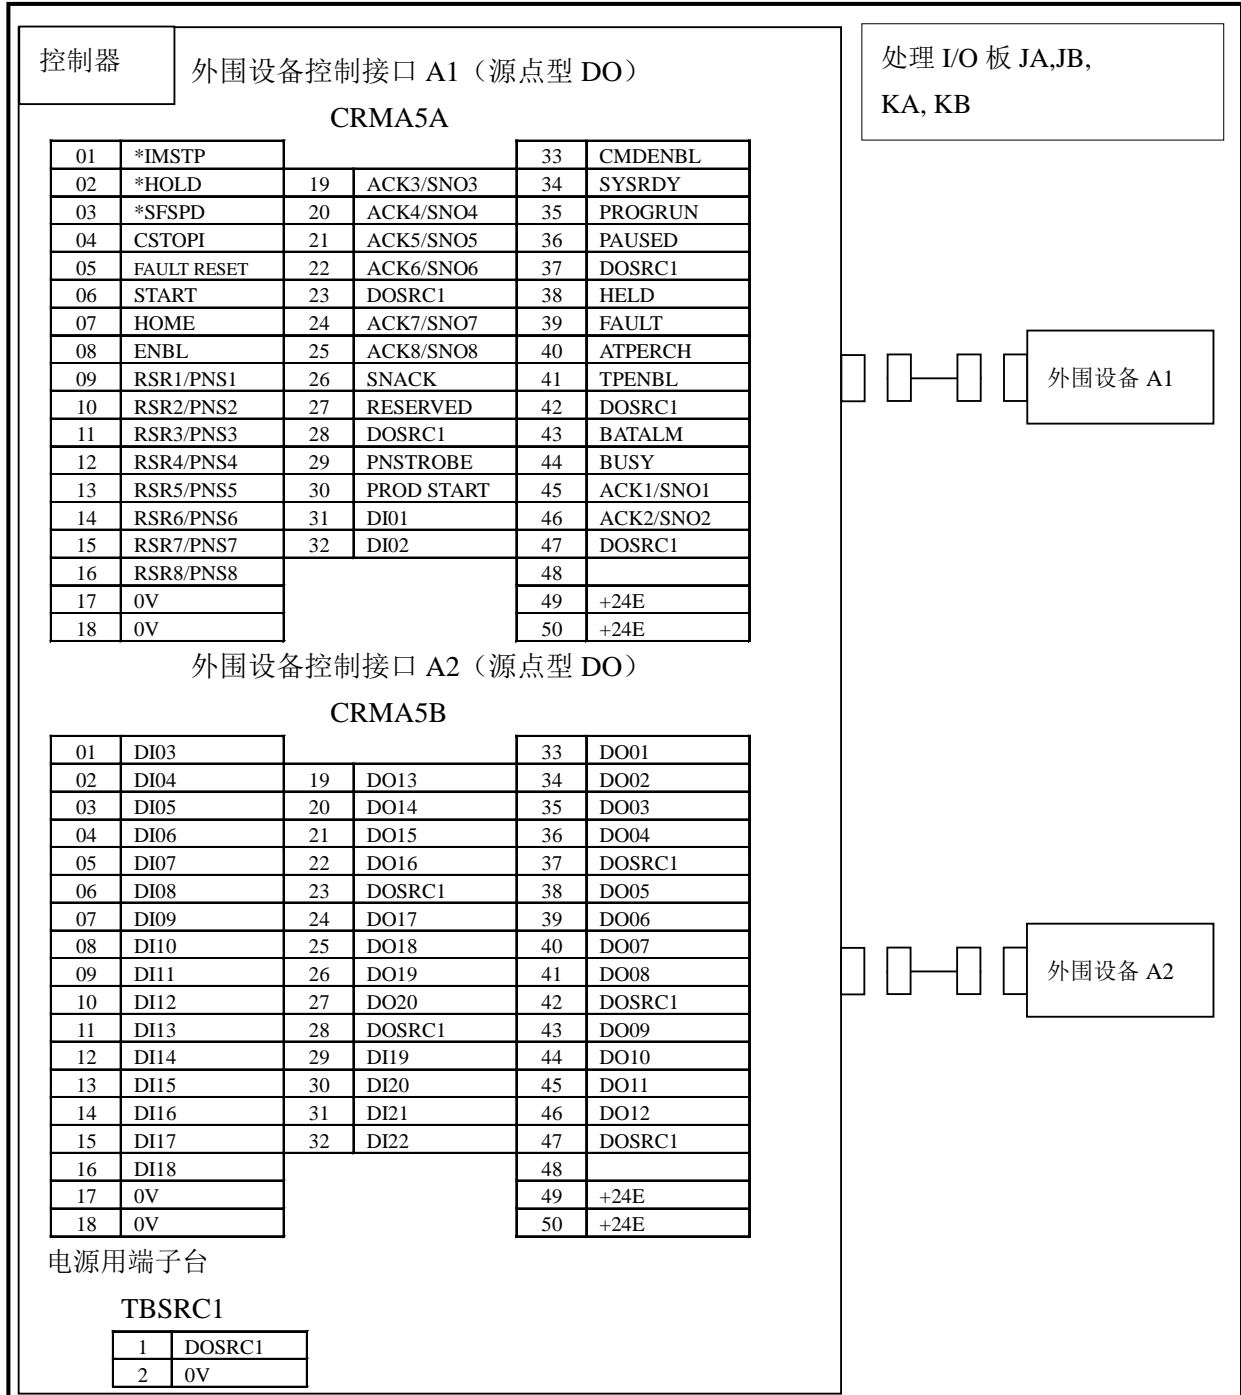 控制器
外围设备控制接口 A1（源点型 DO）
CRMA5A
处理 I/O 板 JA,JB,
KA, KB
01 *IMSTP 33 CMDENBL
02 *HOLD 19 ACK3/SNO3 34 SYSRDY
03 *SFSPD 20 ACK4/SNO4 35 PROGRUN
04 CSTOPI 21 ACK5/SNO5 36 PAUSED
05 FAULT RESET 22 ACK6/SNO6 37 DOSRC1
06 START 23 DOSRC1 38 HELD
07 HOME 24 ACK7/SNO7 39 FAULT
08 ENBL 25 ACK8/SNO8 40 ATPERCH
09 RSR1/PNS1 26 SNACK 41 TPENBL
10 RSR2/PNS2 27 RESERVED 42 DOSRC1
11 RSR3/PNS3 28 DOSRC1 43 BATALM
12 RSR4/PNS4 29 PNSTROBE 44 BUSY
13 RSR5/PNS5 30 PROD START 45 ACK1/SNO1
14 RSR6/PNS6 31 DI01 46 ACK2/SNO2
15 RSR7/PNS7 32 DI02 47 DOSRC1
16 RSR8/PNS8 48
17 0V 49 +24E
18 0V 50 +24E
外围设备 A1
外围设备控制接口 A2（源点型 DO）
CRMA5B
01 DI03 33 DO01
02 DI04 19 DO13 34 DO02
03 DI05 20 DO14 35 DO03
04 DI06 21 DO15 36 DO04
05 DI07 22 DO16 37 DOSRC1
06 DI08 23 DOSRC1 38 DO05
07 DI09 24 DO17 39 DO06
08 DI10 25 DO18 40 DO07
09 DI11 26 DO19 41 DO08
10 DI12 27 DO20 42 DOSRC1
11 DI13 28 DOSRC1 43 DO09
12 DI14 29 DI19 44 DO10
13 DI15 30 DI20 45 DO11
14 DI16 31 DI21 46 DO12
15 DI17 32 DI22 47 DOSRC1
16 DI18 48
17 0V 49 +24E
18 0V 50 +24E
外围设备 A2
电源用端子台
TBSRC1
1 DOSRC1
2 0V